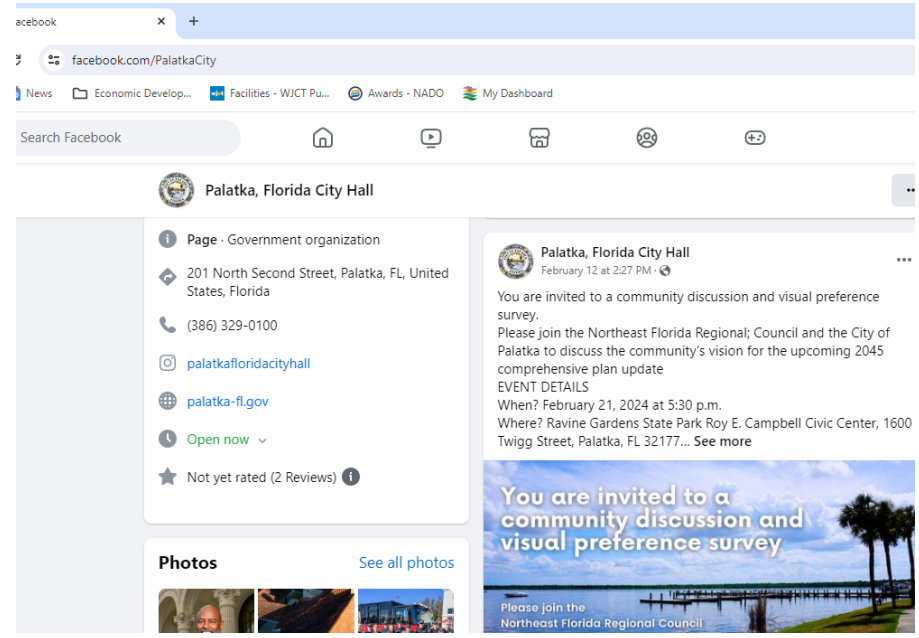 acebook
facebook.com/PalatkaCity
News
Economic Develop...
Facilities - WJCT Pu...
Awards - NADO
My Dashboard
Search Facebook
Palatka, Florida City Hall
Page · Government organization
201 North Second Street, Palatka, FL, United
States, Florida
(386) 329-0100
palatkafloridacityhall
palatka-fl.gov
Open now
Not yet rated (2 Reviews)
Photos
See all photos
Palatka, Florida City Hall
February 12 at 2:27 PM ·
You are invited to a community discussion and visual preference
survey.
Please join the Northeast Florida Regional; Council and the City of
Palatka to discuss the community's vision for the upcoming 2045
comprehensive plan update
EVENT DETAILS
When? February 21, 2024 at 5:30 p.m.
Where? Ravine Gardens State Park Roy E. Campbell Civic Center, 1600
Twigg Street, Palatka, FL 32177... See more
You are invited to a
community discussion and
visual preference survey
Please join the
Northeast Florida Regional Council